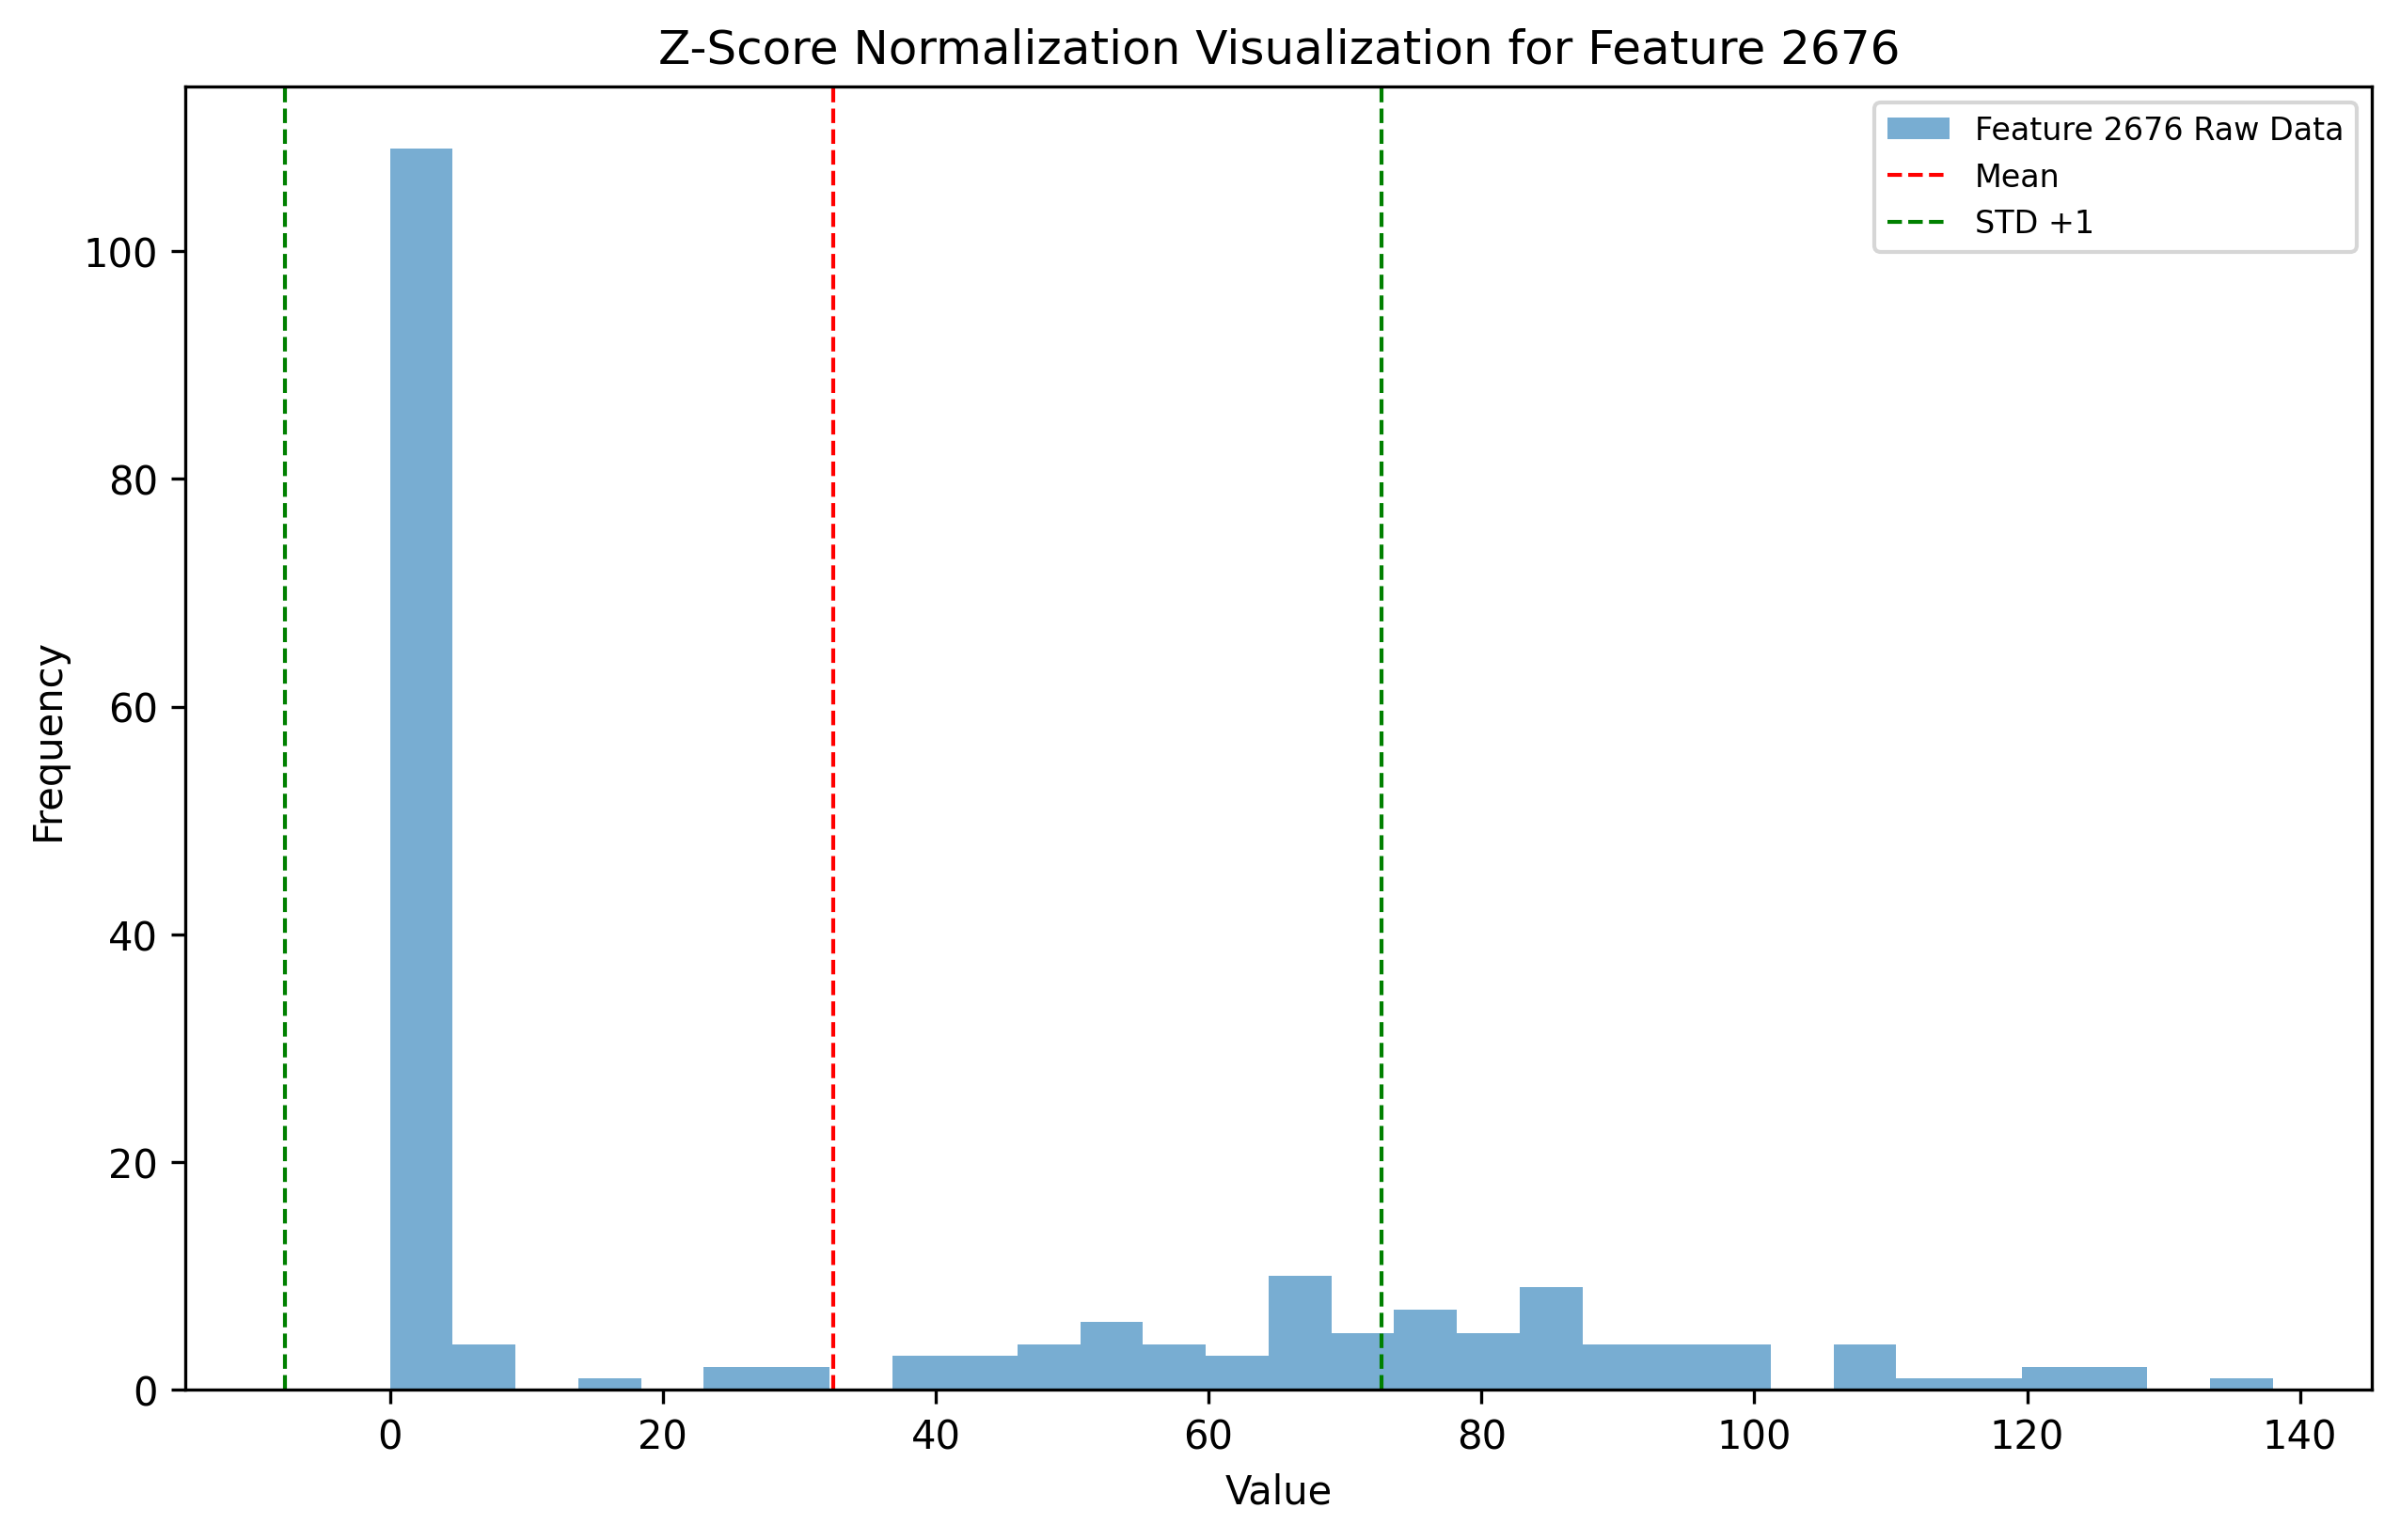 Z-Score Normalization Visualization for Feature 2676
Feature 2676 Raw Data
Mean
STD +1
Frequency
100
80
60
40
20
0
0 20 40 60 80 100 120 140
Value